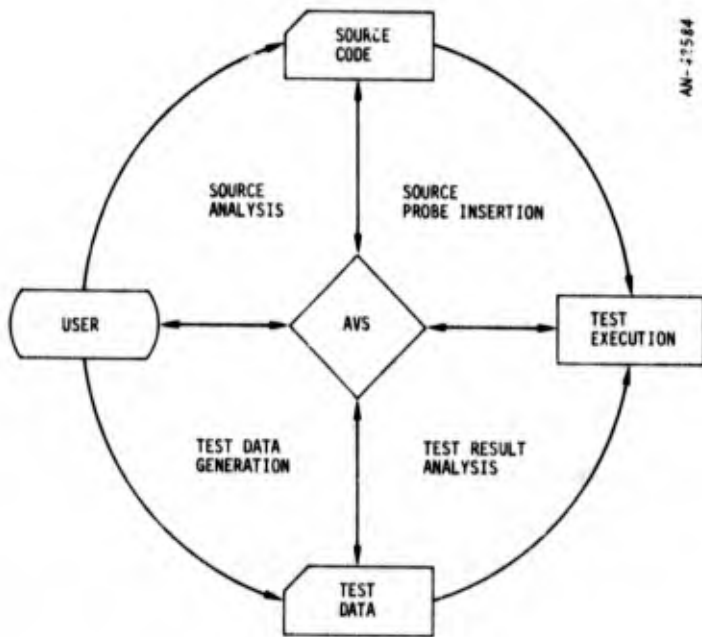 SOURCE
CODE
SOURCE
ANALYSIS
SOURCE
PROBE INSERTION
USER
AVS
TEST
EXECUTION
TEST DATA
GENERATION
TEST RESULT
ANALYSIS
TEST
DATA